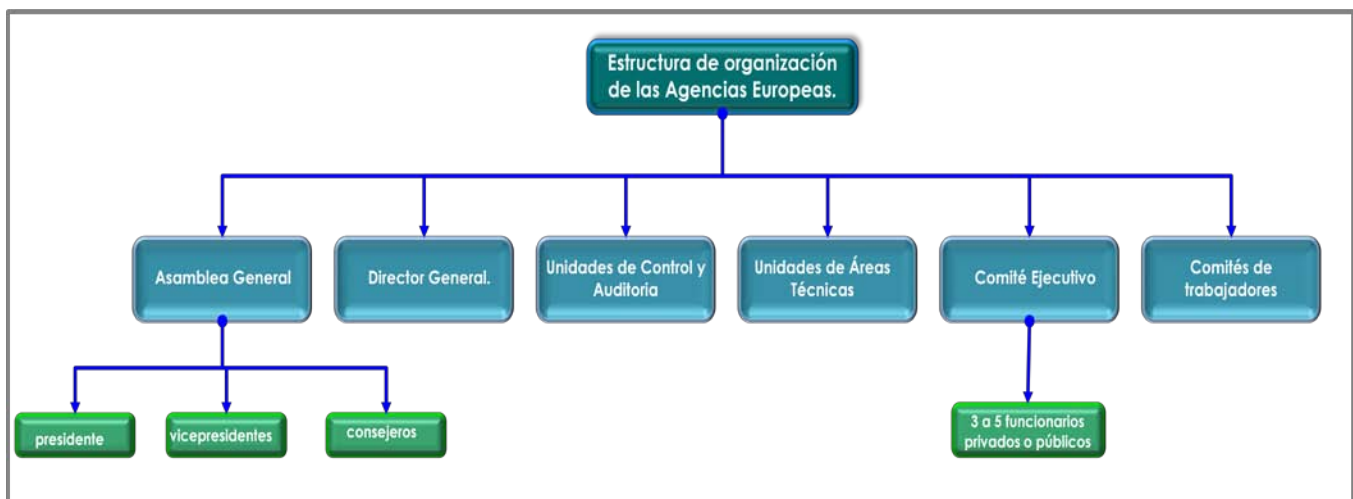 Estructura de organización
de las Agencias Europeas.
Asamblea General
Director General.
Unidades de Control y
Auditoria
Unidades de Áreas
Técnicas
Comité Ejecutivo
Comités de
trabajadores
presidente
vicepresidentes
consejeros
3 a 5 funcionarios
privados o públicos